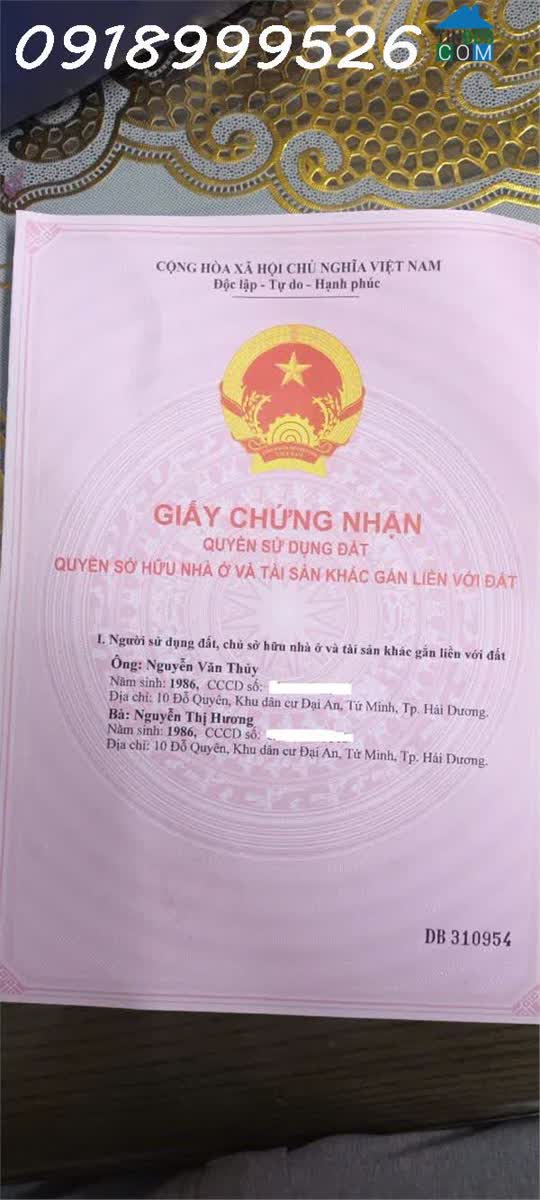 0918999526
COM
CỘNG HÒA XÃ HỘI CHỦ NGHĨA VIỆT NAM
Độc lập - Tự do - Hạnh phúc
GIẤY CHỨNG NHẬN
QUYỀN SỬ DỤNG ĐẤT
QUYỀN SỞ HỮU NHÀ Ở VÀ TÀI SẢN KHÁC GẮN LIỀN VỚI ĐẤT
I. Người sử dụng đất, chủ sở hữu nhà ở và tài sản khác gắn liền với đất
Ông: Nguyễn Văn Thủy
Năm sinh: 1986, CCCD số:
Địa chỉ: 10 Đỗ Quyên, Khu dân cư Đại An, Tứ Minh, Tp. Hải Dương.
Bà: Nguyễn Thị Hương
Năm sinh: 1986, CCCD số:
Địa chỉ: 10 Đỗ Quyên, Khu dân cư Đại An, Tứ Minh, Tp. Hải Dương.
DB 310954